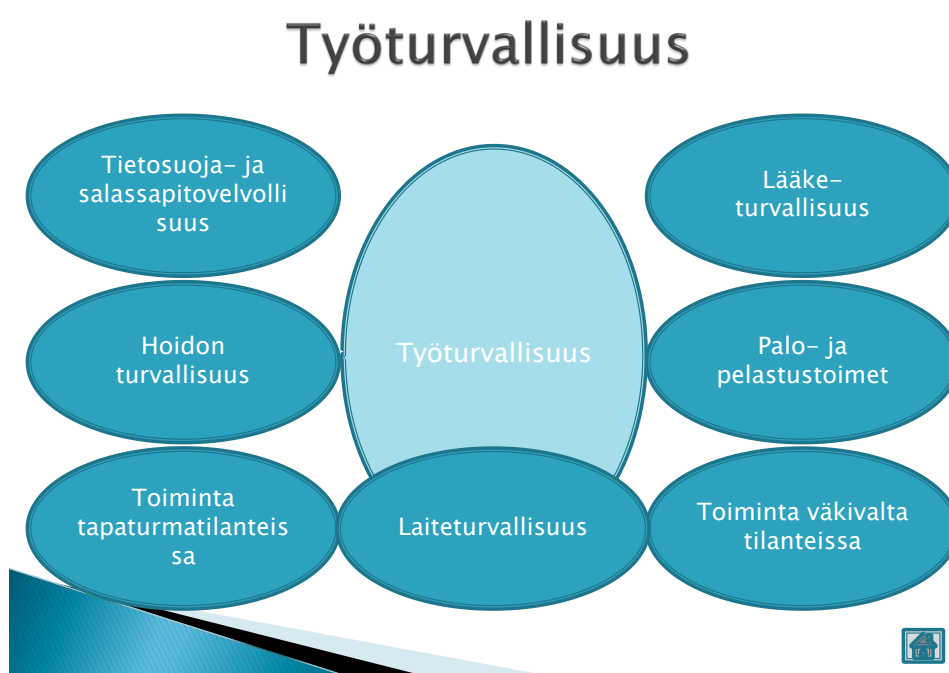 Työturvallisuus
Tietosuoja- ja
salassapitovelvolli
suus
Lääke-
turvallisuus
Hoidon
turvallisuus
Työturvallisuus
Palo- ja
pelastustoimet
Toiminta
tapaturmatilanteis
sa
Laiteturvallisuus
Toiminta väkivalta
tilanteissa